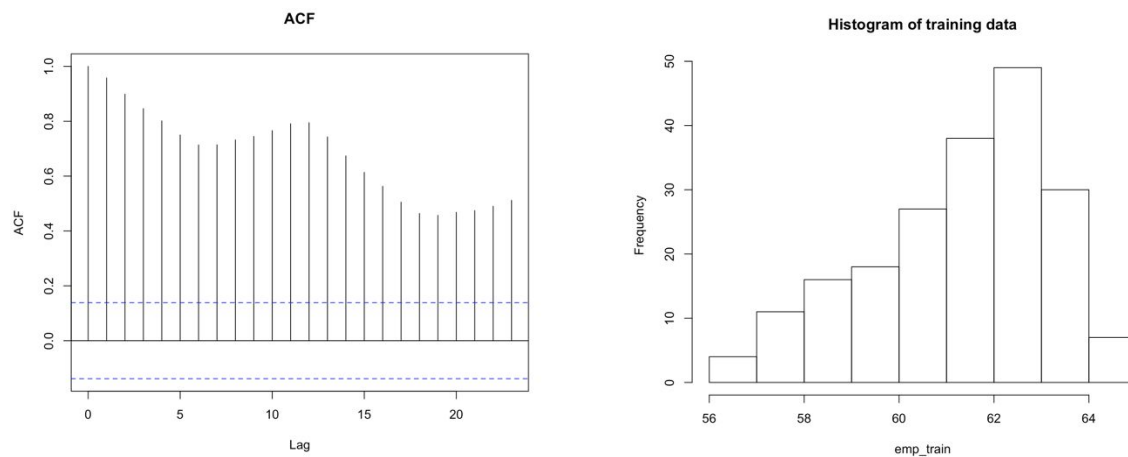 ACF
ACF
0.0 0.2 0.4 0.6 0.8 1.0
0 5 10 15 20
Lag
Histogram of training data
Frequency
0 10 20 30 40 50
56 58 60 62 64
emp_train